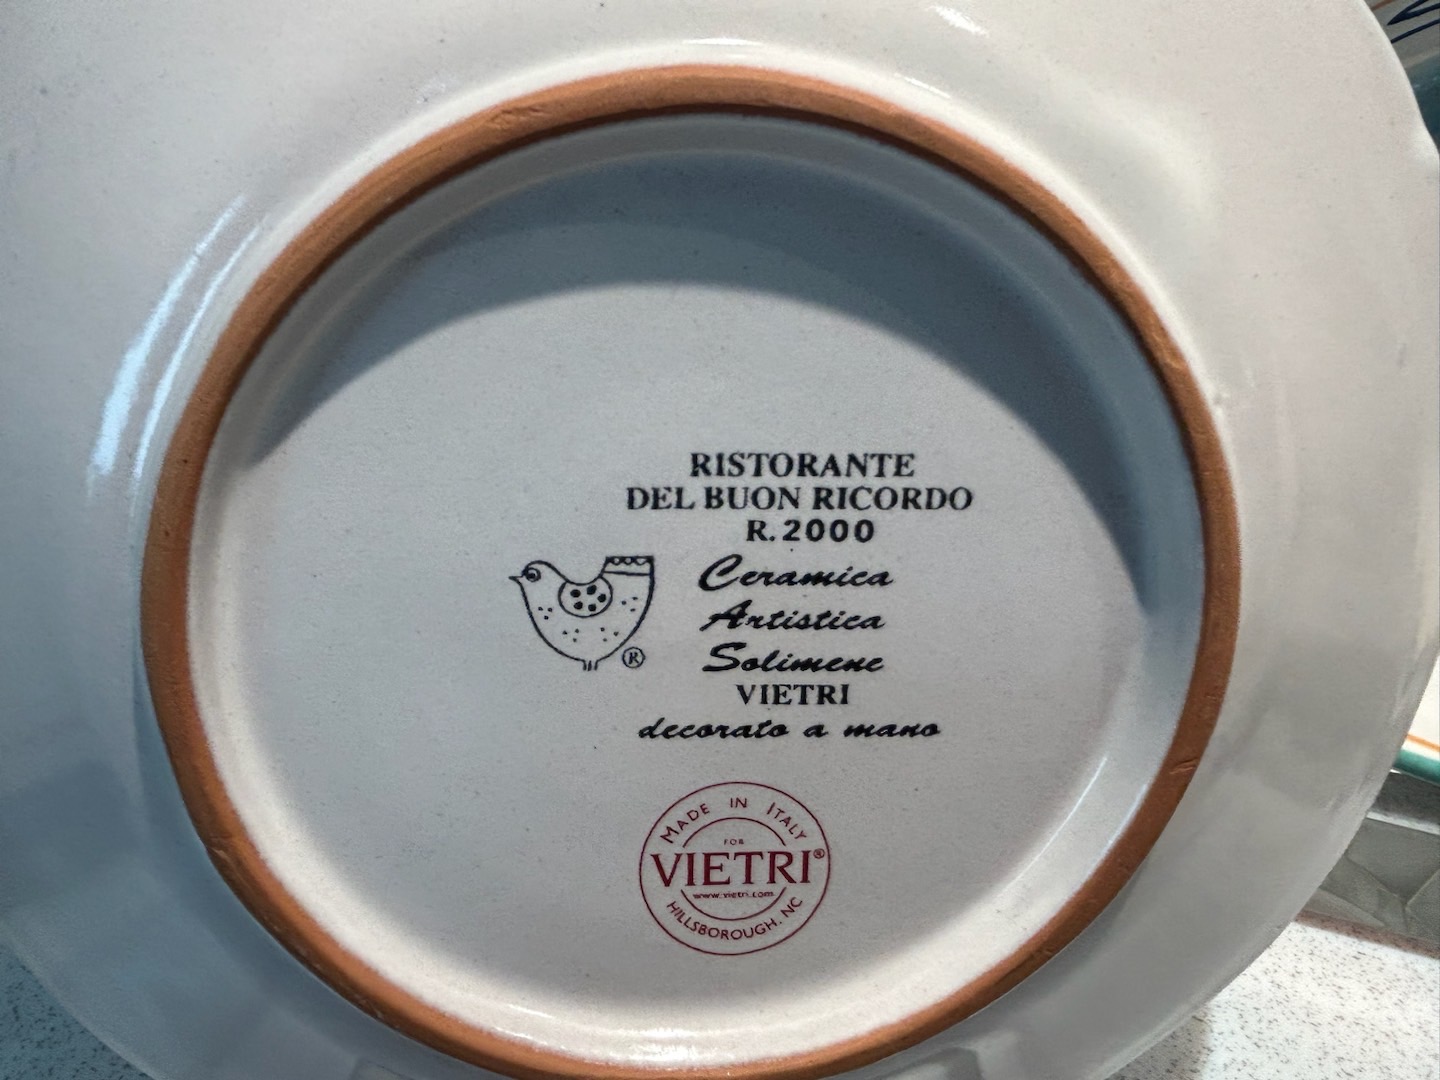 RISTORANTE
DEL BUON RICORDO
R. 2000
Ceramica
Artistica
Solimene
VIETRI
decorato a mano
®
MADE IN ITALY
FOR
VIETRI®
www.vietri.com
HILLSBOROUGH, NC